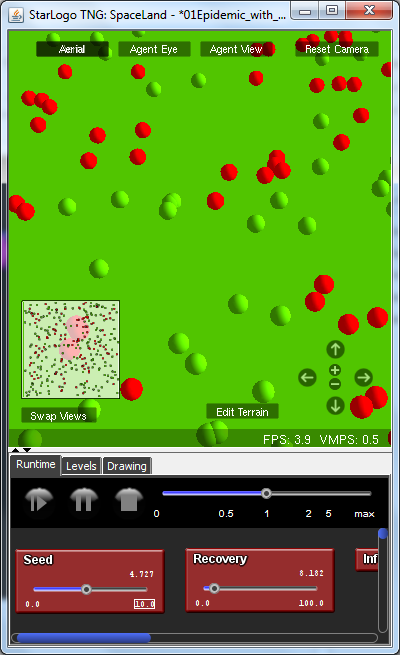 StarLogo TNG: SpaceLand - *01Epidemic_with_...
Aerial Agent Eye Agent View Reset Camera
Swap Views
Edit Terrain
FPS: 3.9 VMPS: 0.5
Runtime Levels Drawing
0 0.5 1 2 5 max
Seed
4.727
0.0 10.0
Recovery
8.182
0.0 100.0
Inf